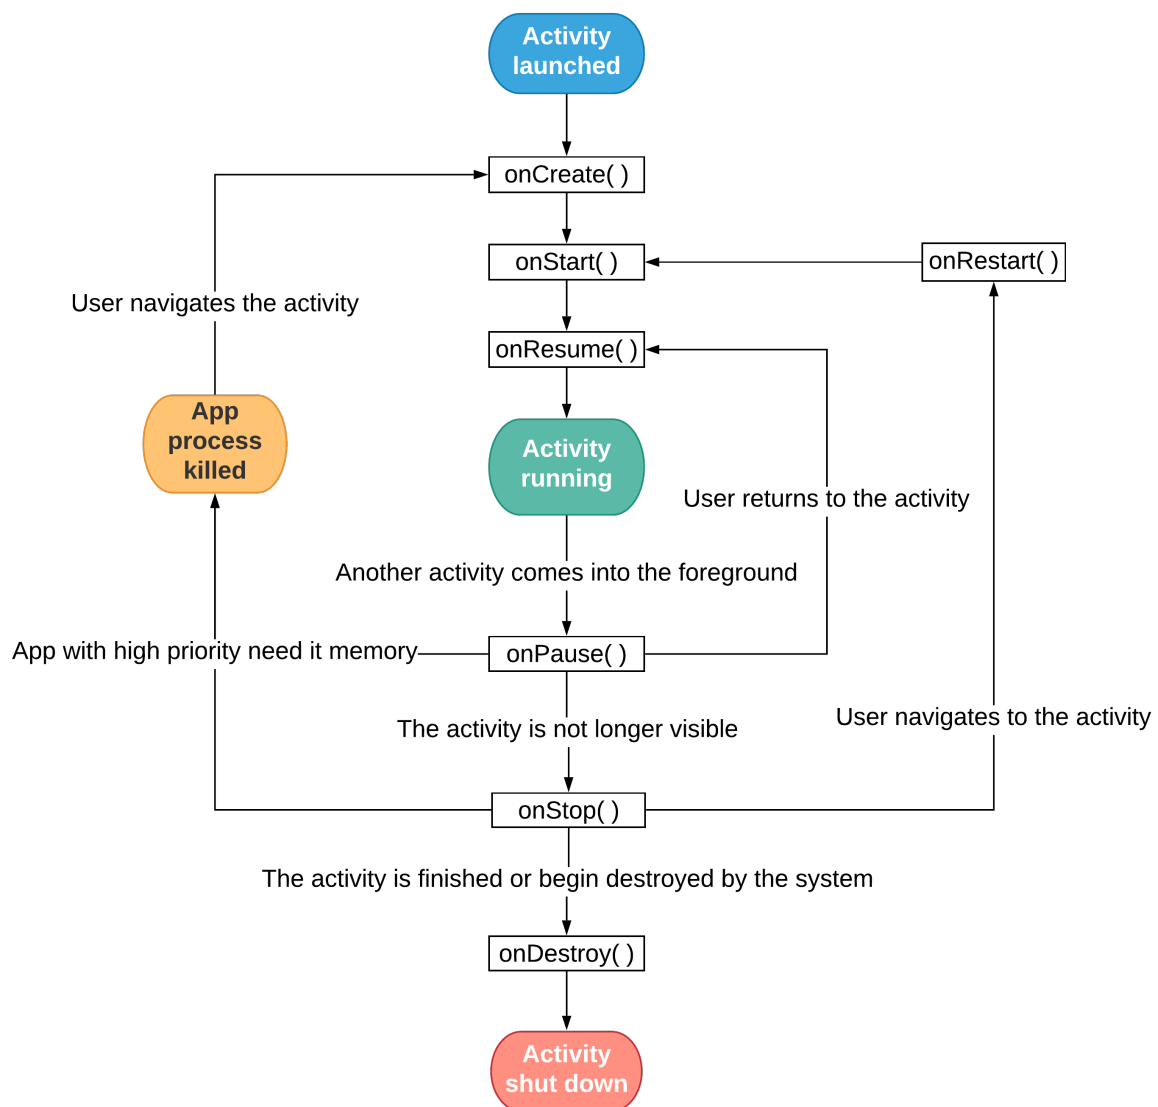 Activity
launched
onCreate( )
onStart( )
onRestart( )
User navigates the activity
onResume( )
App
process
killed
Activity
running
User returns to the activity
Another activity comes into the foreground
App with high priority need it memory
onPause( )
User navigates to the activity
The activity is not longer visible
onStop( )
The activity is finished or begin destroyed by the system
onDestroy( )
Activity
shut down